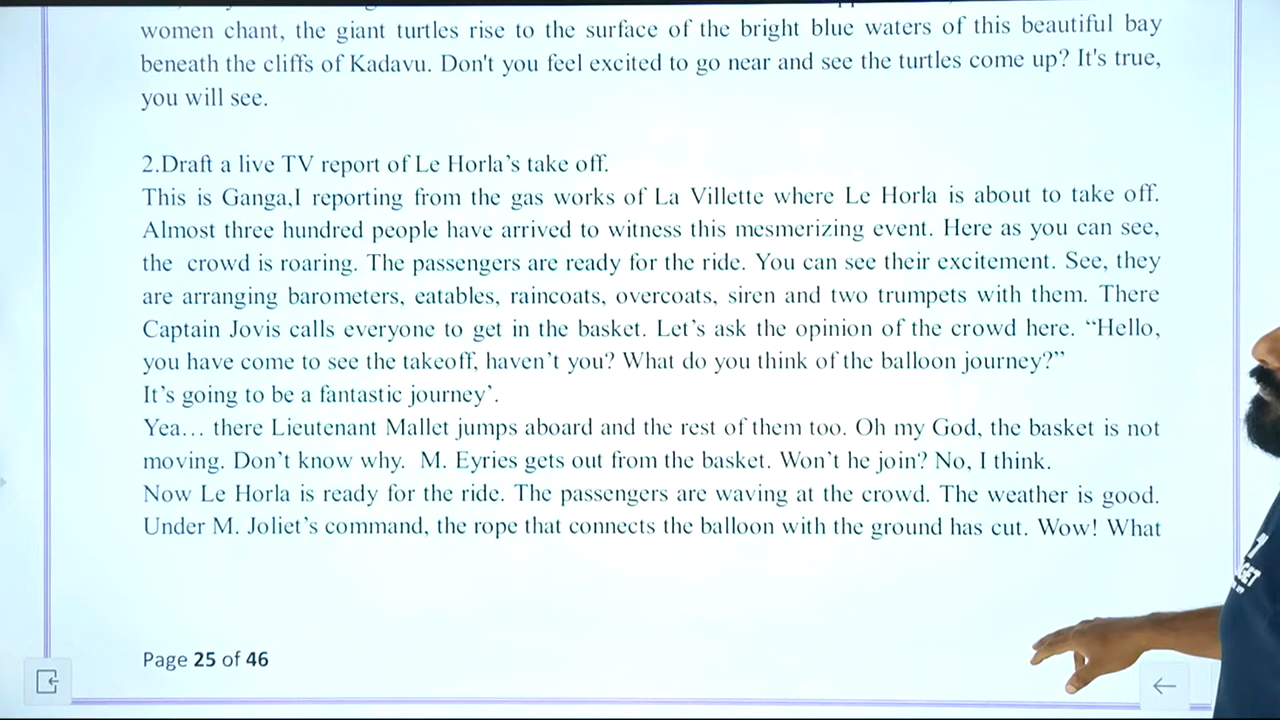 women chant, the giant turtles rise to the surface of the bright blue waters of this beautiful bay
beneath the cliffs of Kadavu. Don't you feel excited to go near and see the turtles come up? It's true,
you will see.
2.Draft a live TV report of Le Horla’s take off.
This is Ganga,I reporting from the gas works of La Villette where Le Horla is about to take off.
Almost three hundred people have arrived to witness this mesmerizing event. Here as you can see,
the crowd is roaring. The passengers are ready for the ride. You can see their excitement. See, they
are arranging barometers, eatables, raincoats, overcoats, siren and two trumpets with them. There
Captain Jovis calls everyone to get in the basket. Let’s ask the opinion of the crowd here. “Hello,
you have come to see the takeoff, haven’t you? What do you think of the balloon journey?”
It’s going to be a fantastic journey’.
Yea… there Lieutenant Mallet jumps aboard and the rest of them too. Oh my God, the basket is not
moving. Don’t know why. M. Eyries gets out from the basket. Won’t he join? No, I think.
Now Le Horla is ready for the ride. The passengers are waving at the crowd. The weather is good.
Under M. Joliet’s command, the rope that connects the balloon with the ground has cut. Wow! What
Page 25 of 46